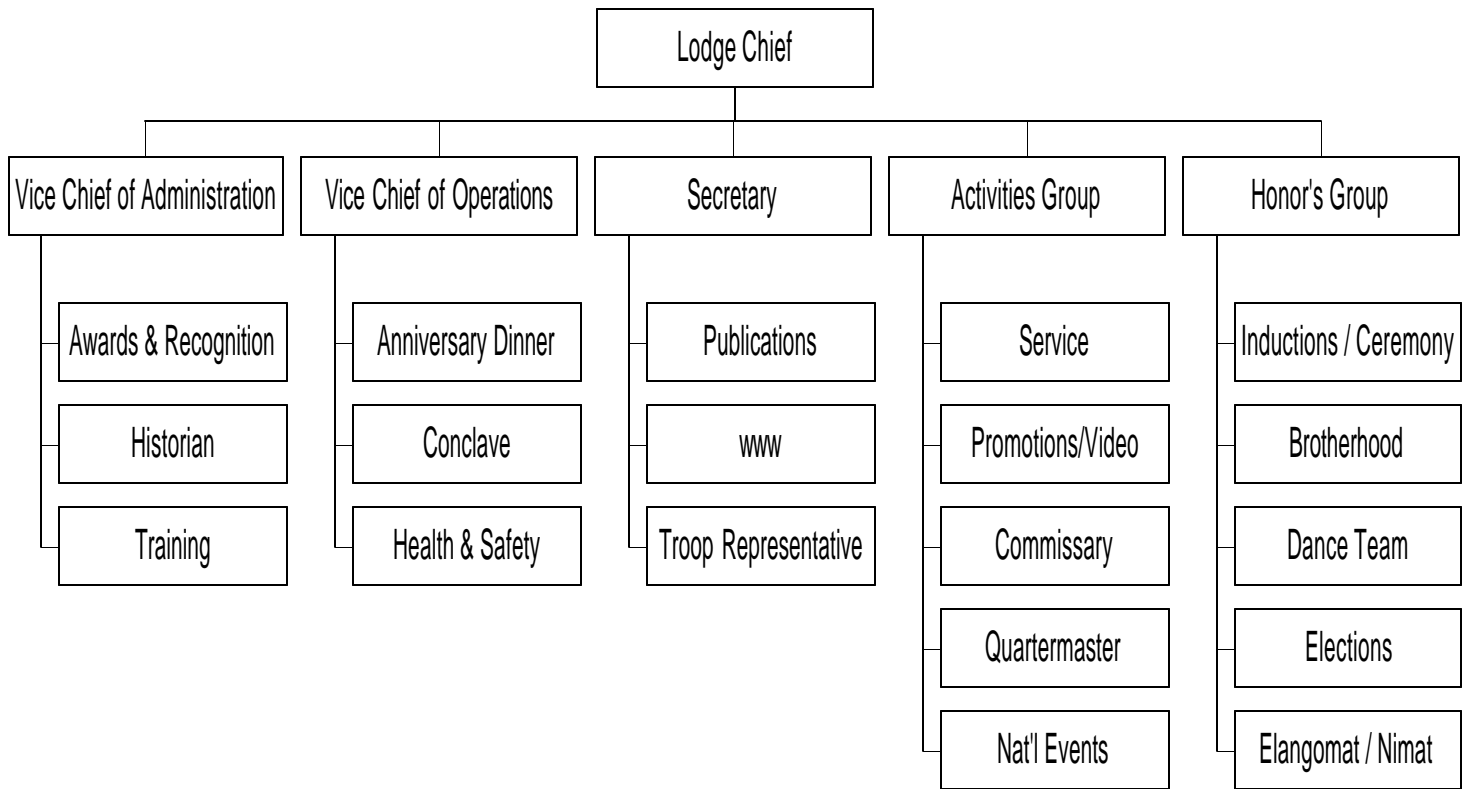 Lodge Chief
Vice Chief of Administration
Vice Chief of Operations
Secretary
Activities Group
Honor's Group
Awards & Recognition
Historian
Training
Anniversary Dinner
Conclave
Health & Safety
Publications
www
Troop Representative
Service
Promotions/Video
Commissary
Quartermaster
Nat'l Events
Inductions / Ceremony
Brotherhood
Dance Team
Elections
Elangomat / Nimat